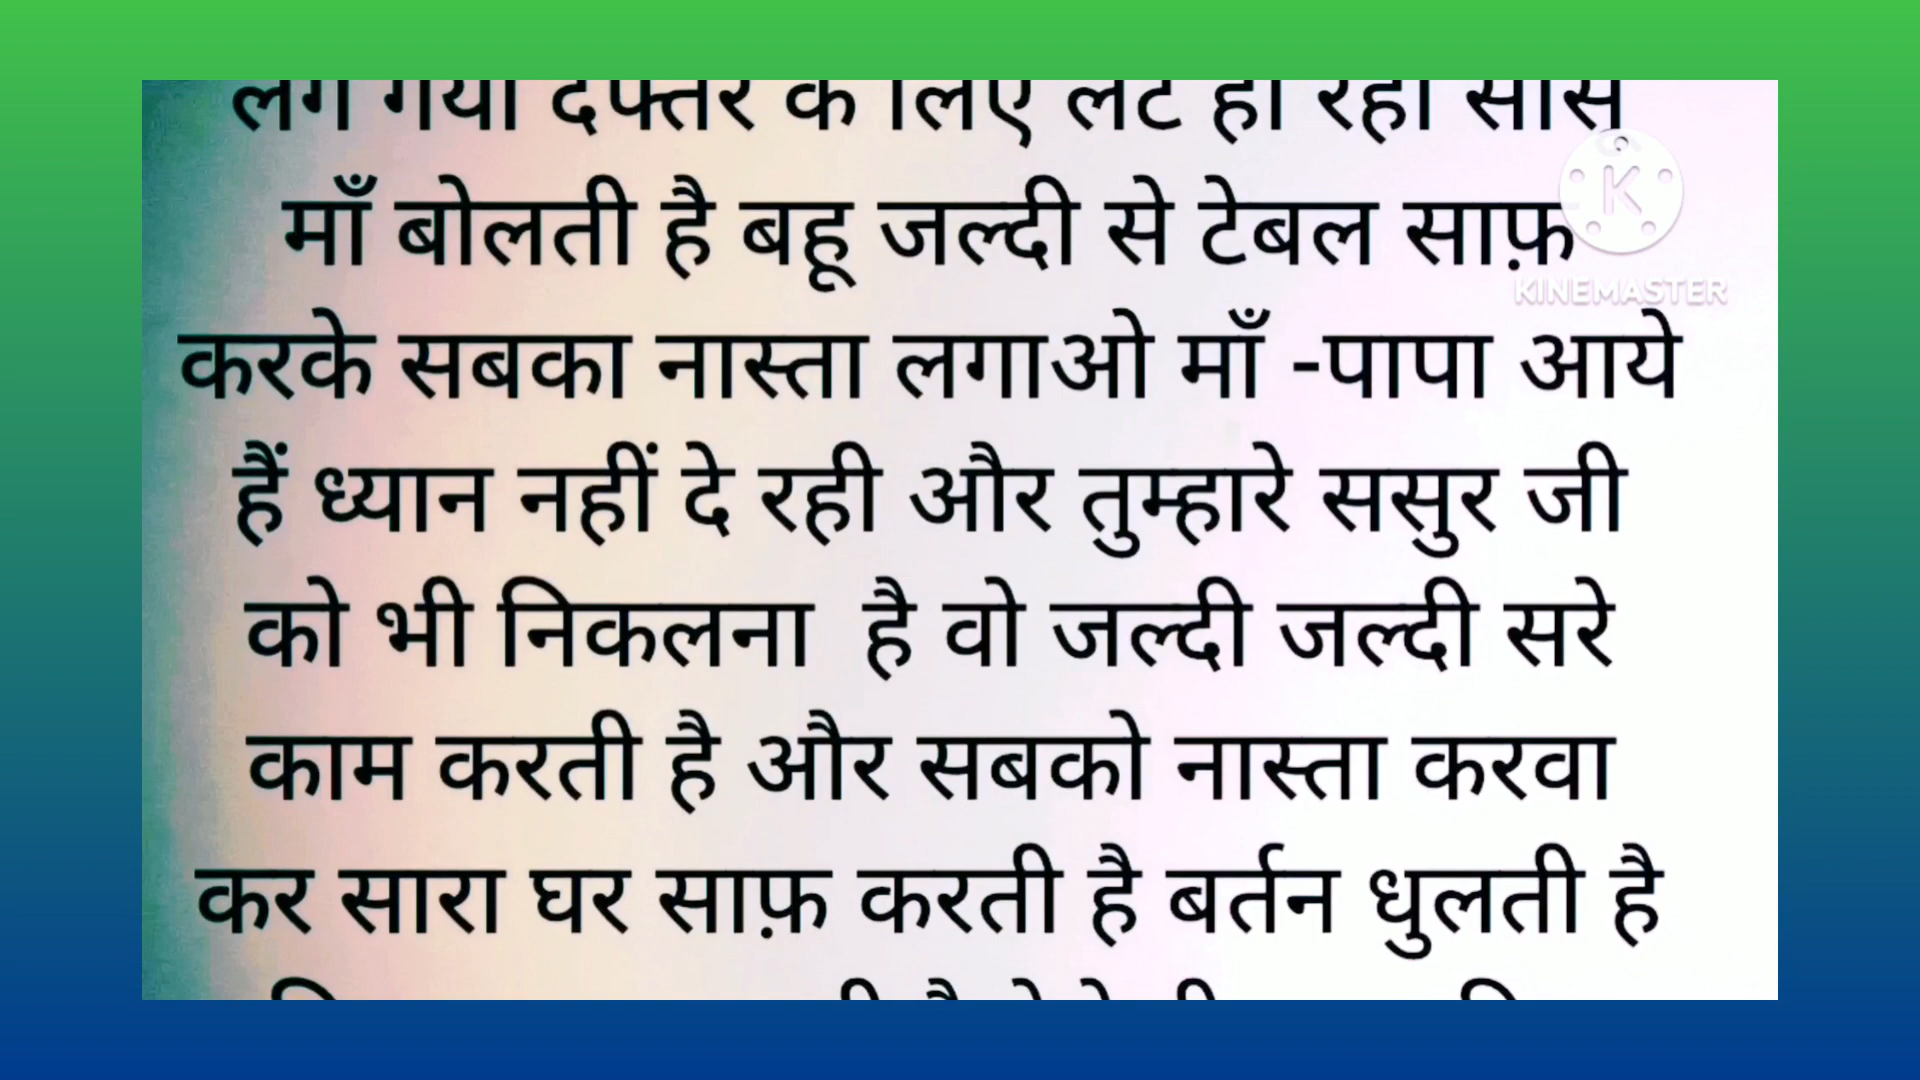 लग गया दफ्तर के लिए लेट हो रहा सास
माँ बोलती है बहू जल्दी से टेबल साफ़
KINEMASTER
करके सबका नास्ता लगाओ माँ -पापा आये
हैं ध्यान नहीं दे रही और तुम्हारे ससुर जी
को भी निकलना है वो जल्दी जल्दी सरे
काम करती है और सबको नास्ता करवा
कर सारा घर साफ़ करती है बर्तन धुलती है